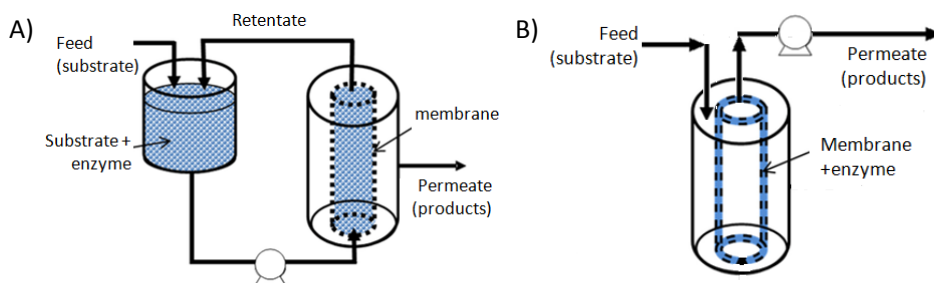 A)
Retentate
Feed
(substrate)
Substrate +
enzyme
membrane
Permeate
(products)
B)
Feed
(substrate)
Permeate
(products)
Membrane
+enzyme